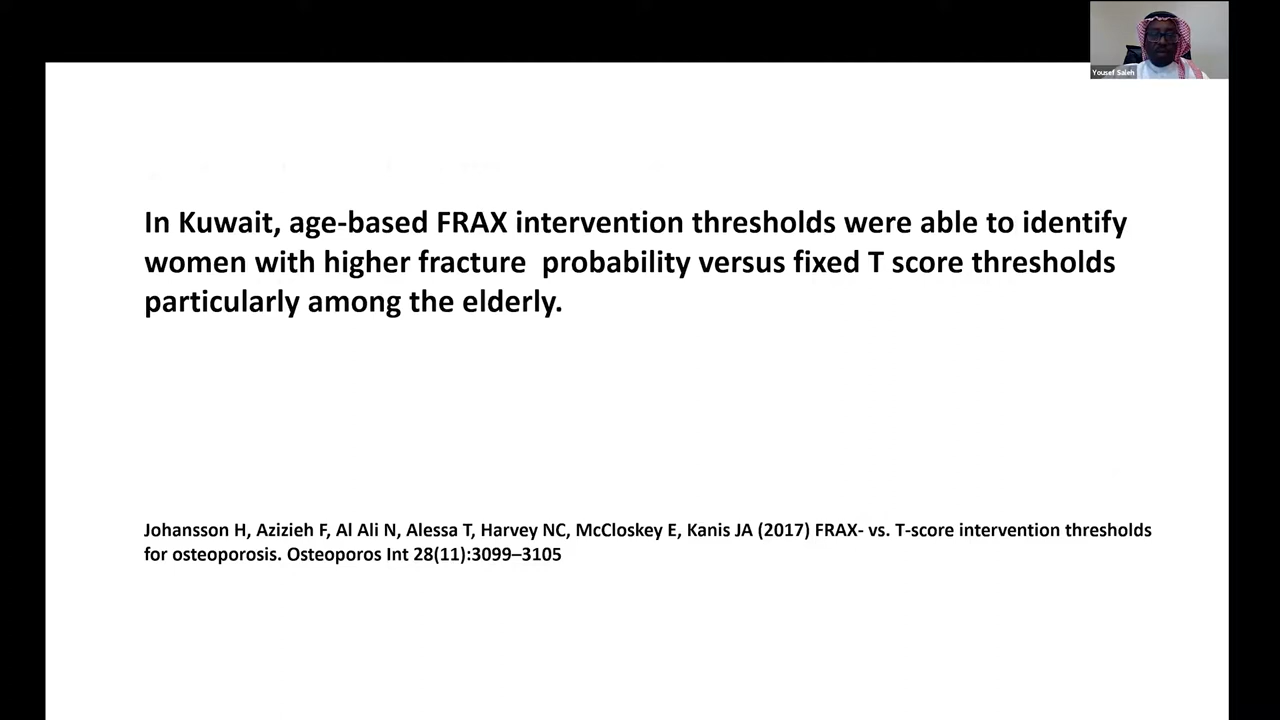 Yousef Saleh
In Kuwait, age-based FRAX intervention thresholds were able to identify
women with higher fracture  probability versus fixed T score thresholds
particularly among the elderly.
Johansson H, Azizieh F, Al Ali N, Alessa T, Harvey NC, McCloskey E, Kanis JA (2017) FRAX- vs. T-score intervention thresholds
for osteoporosis. Osteoporos Int 28(11):3099–3105